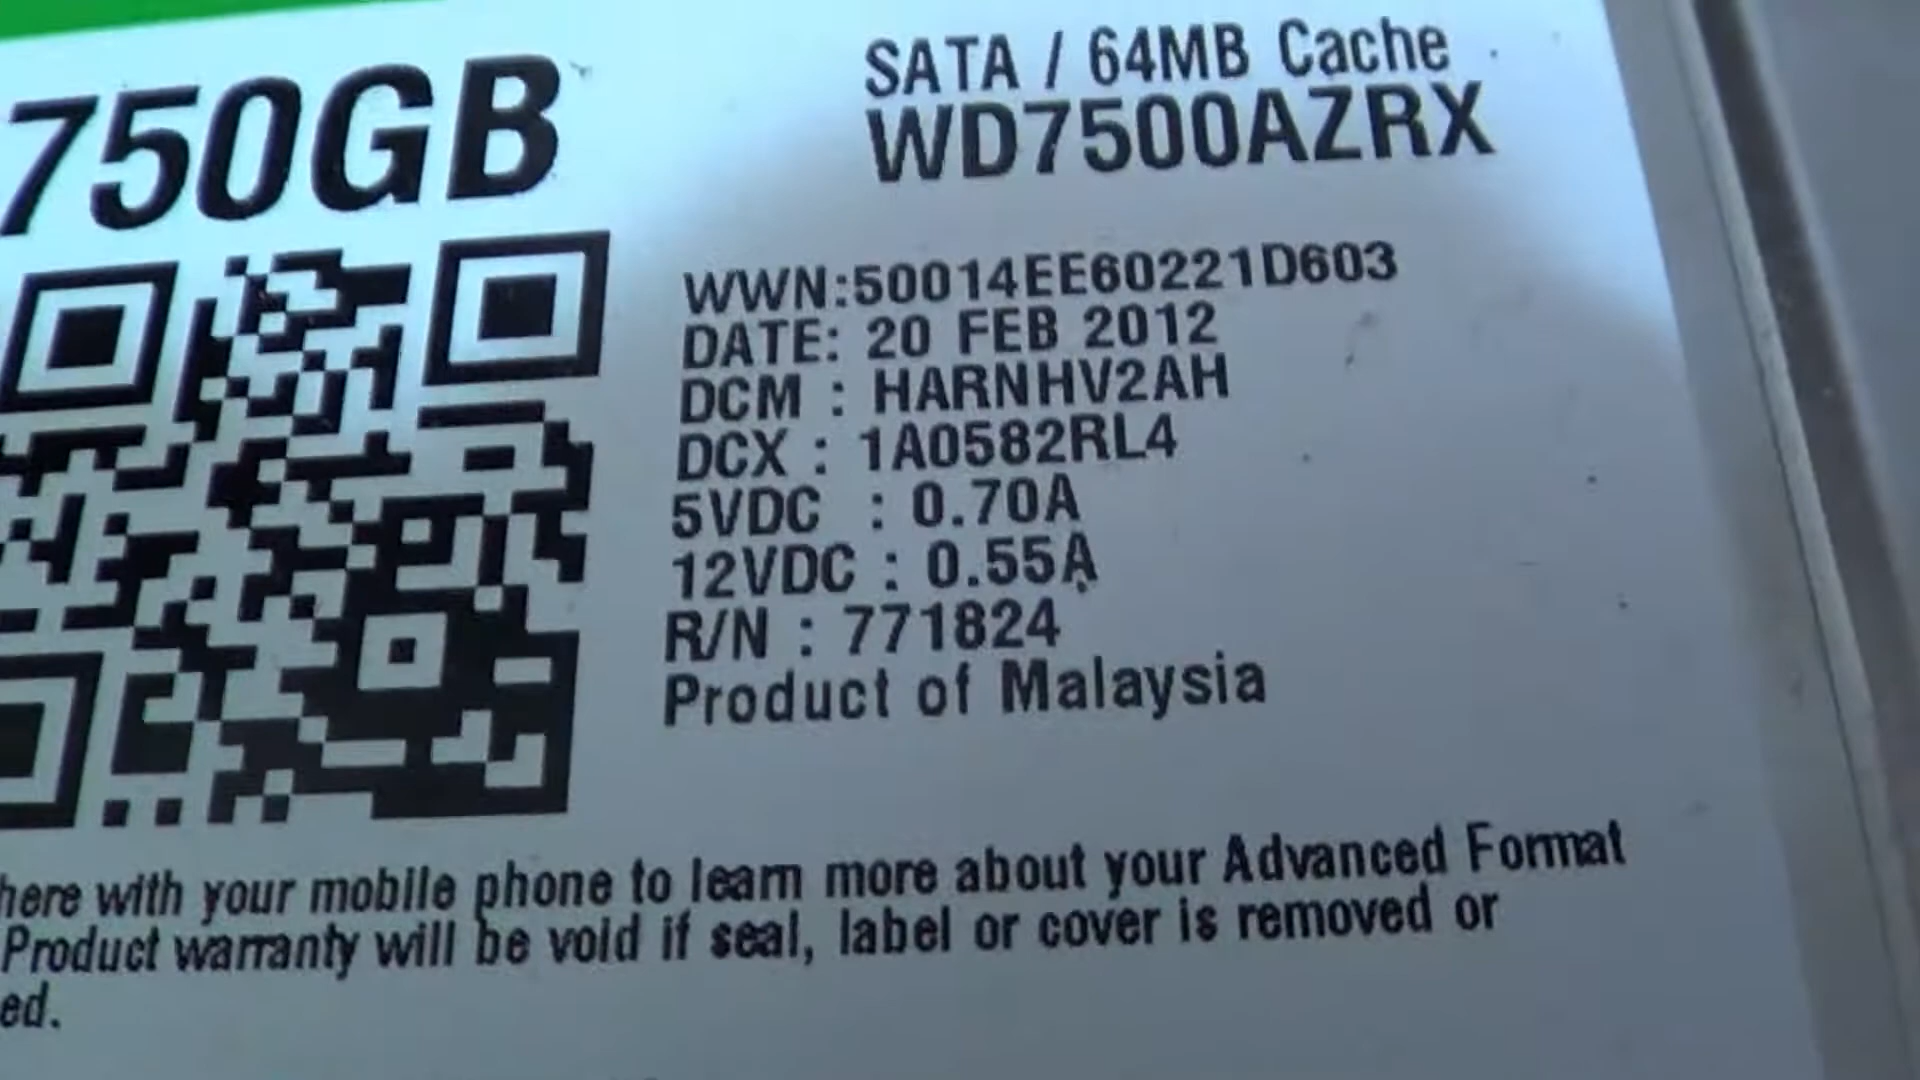 750GB
SATA / 64MB Cache
WD7500AZRX
WWN:50014EE60221D603
DATE: 20 FEB 2012
DCM : HARNHV2AH
DCX : 1A0582RL4
5VDC : 0.70A
12VDC : 0.55A
R/N : 771824
Product of Malaysia
here with your mobile phone to learn more about your Advanced Format
Product warranty will be void if seal, label or cover is removed or
ed.